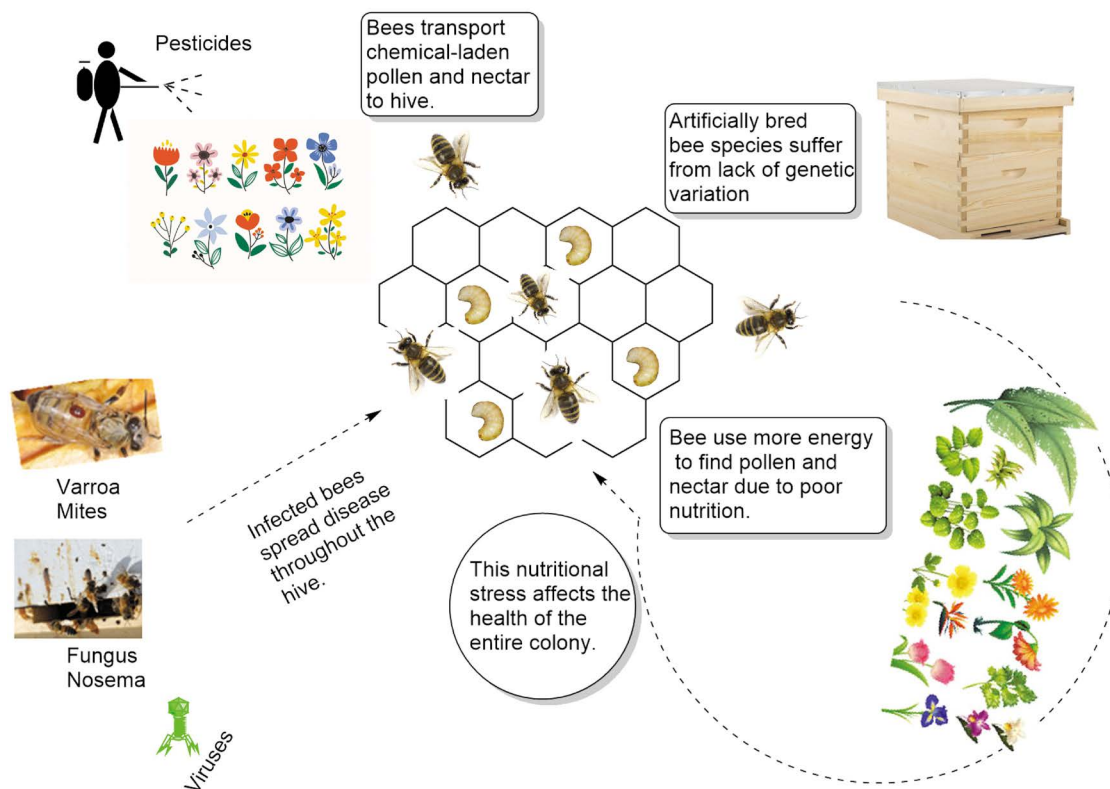 Pesticides
Bees transport
chemical-laden
pollen and nectar
to hive.
Artificially bred
bee species suffer
from lack of genetic
variation
Varroa
Mites
Infected bees
spread disease
throughout the
hive.
Bee use more energy
to find pollen and
nectar due to poor
nutrition.
This nutritional
stress affects the
health of the
entire colony.
Fungus
Nosema
Viruses